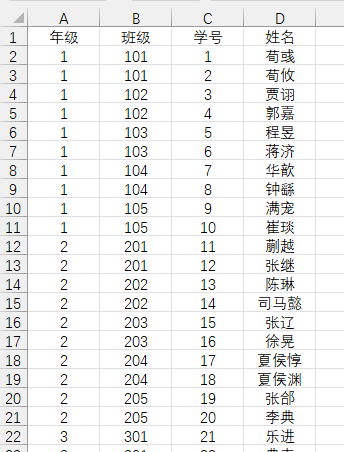 A B C D
1 年级 班级 学号 姓名
2 1 101 1 荀彧
3 1 101 2 荀攸
4 1 102 3 贾诩
5 1 102 4 郭嘉
6 1 103 5 程昱
7 1 103 6 蒋济
8 1 104 7 华歆
9 1 104 8 钟繇
10 1 105 9 满宠
11 1 105 10 崔琰
12 2 201 11 蒯越
13 2 201 12 张继
14 2 202 13 陈琳
15 2 202 14 司马懿
16 2 203 15 张辽
17 2 203 16 徐晃
18 2 204 17 夏侯惇
19 2 204 18 夏侯渊
20 2 205 19 张郃
21 2 205 20 李典
22 3 301 21 乐进